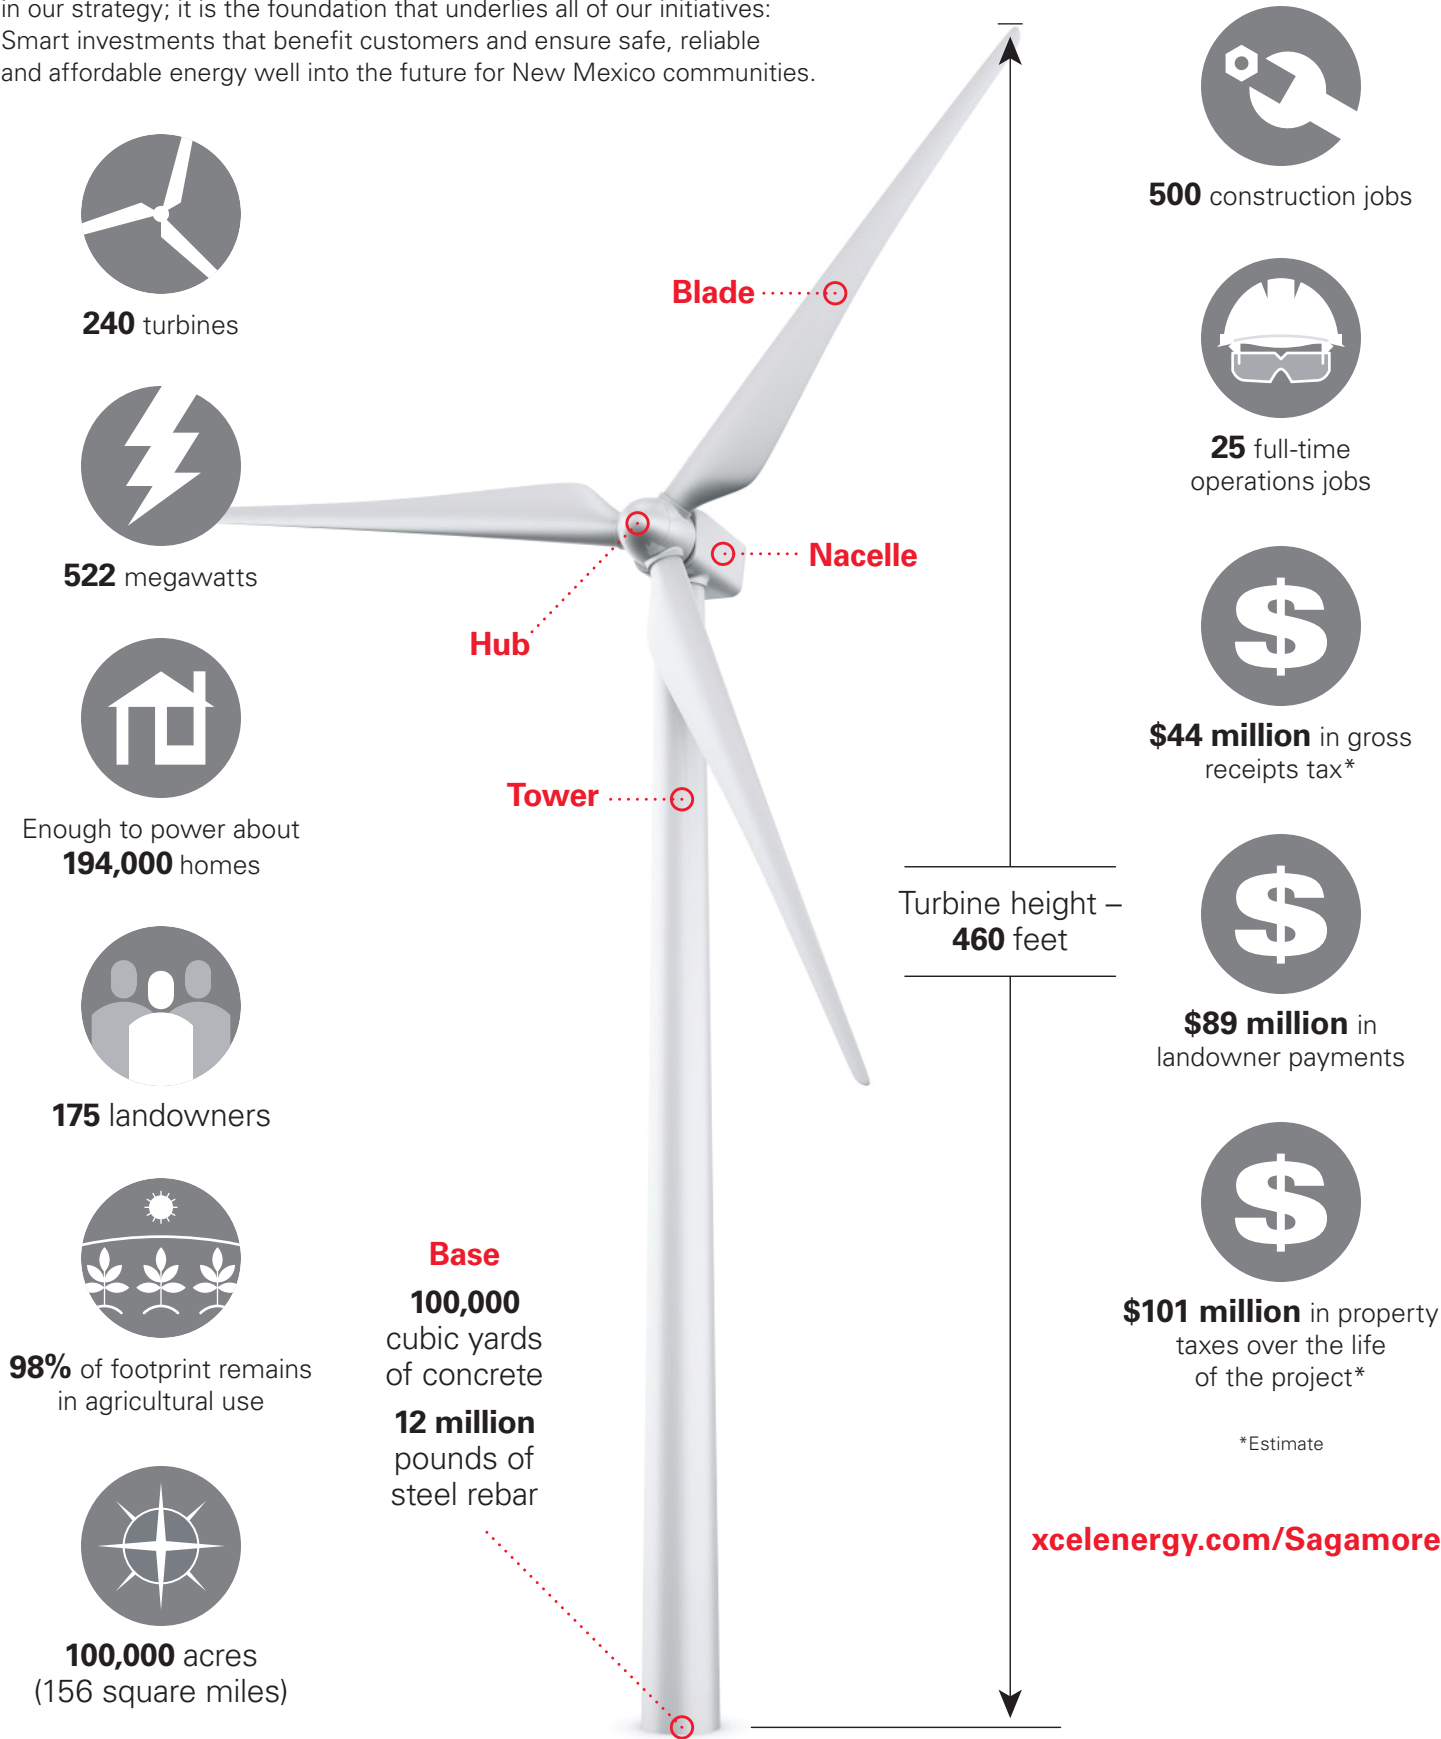 in our strategy; it is the foundation that underlies all of our initiatives:
Smart investments that benefit customers and ensure safe, reliable
and affordable energy well into the future for New Mexico communities.
240 turbines
522 megawatts
Enough to power about
194,000 homes
175 landowners
98% of footprint remains
in agricultural use
100,000 acres
(156 square miles)
Blade
Nacelle
Hub
Tower
Turbine height –
460 feet
Base
100,000
cubic yards
of concrete
12 million
pounds of
steel rebar
500 construction jobs
25 full-time
operations jobs
$44 million in gross
receipts tax*
$89 million in
landowner payments
$101 million in property
taxes over the life
of the project*
*Estimate
xcelenergy.com/Sagamore